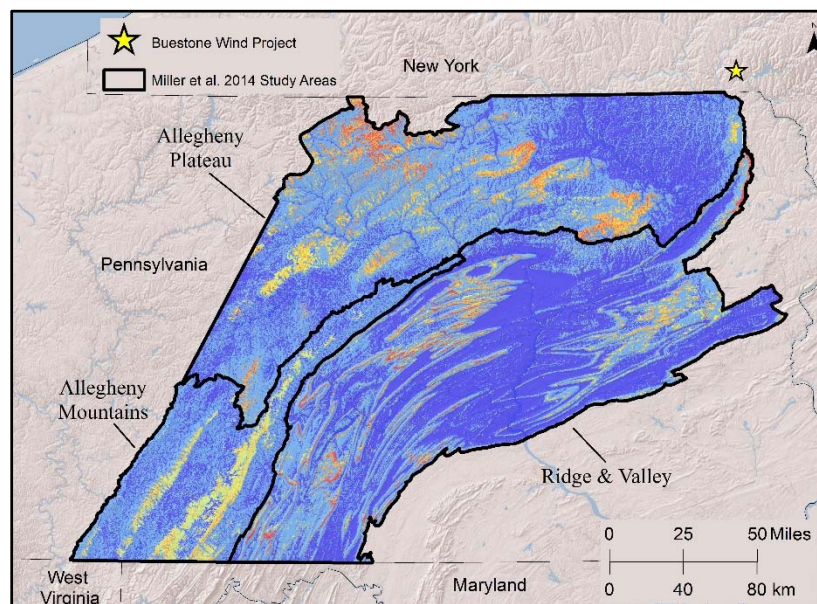 Buestone Wind Project
Miller et al. 2014 Study Areas
New York
N
Allegheny
Plateau
Pennsylvania
Allegheny
Mountains
Ridge & Valley
0 25 50 Miles
0 40 80 km
West
Virginia
Maryland